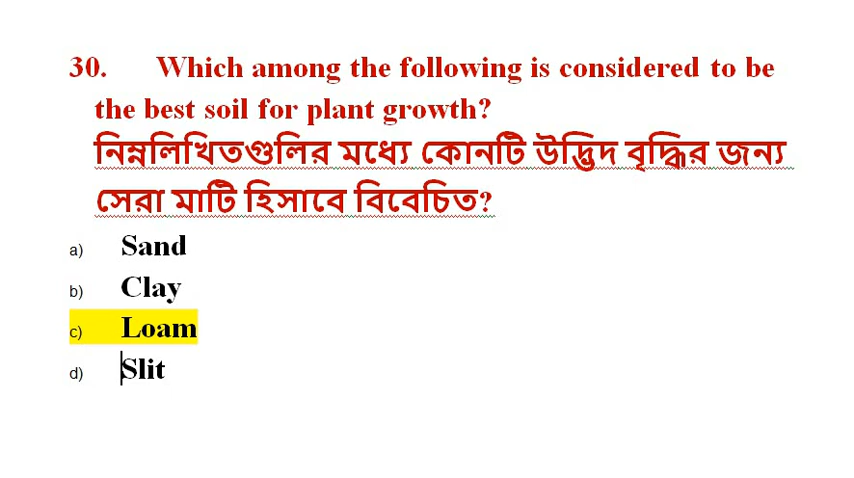 30. Which among the following is considered to be
the best soil for plant growth?
নিম্নলিখিতগুলির মধ্যে কোনটি উদ্ভিদ বৃদ্ধির জন্য
সেরা মাটি হিসাবে বিবেচিত?
a) Sand
b) Clay
c) Loam
d) Slit